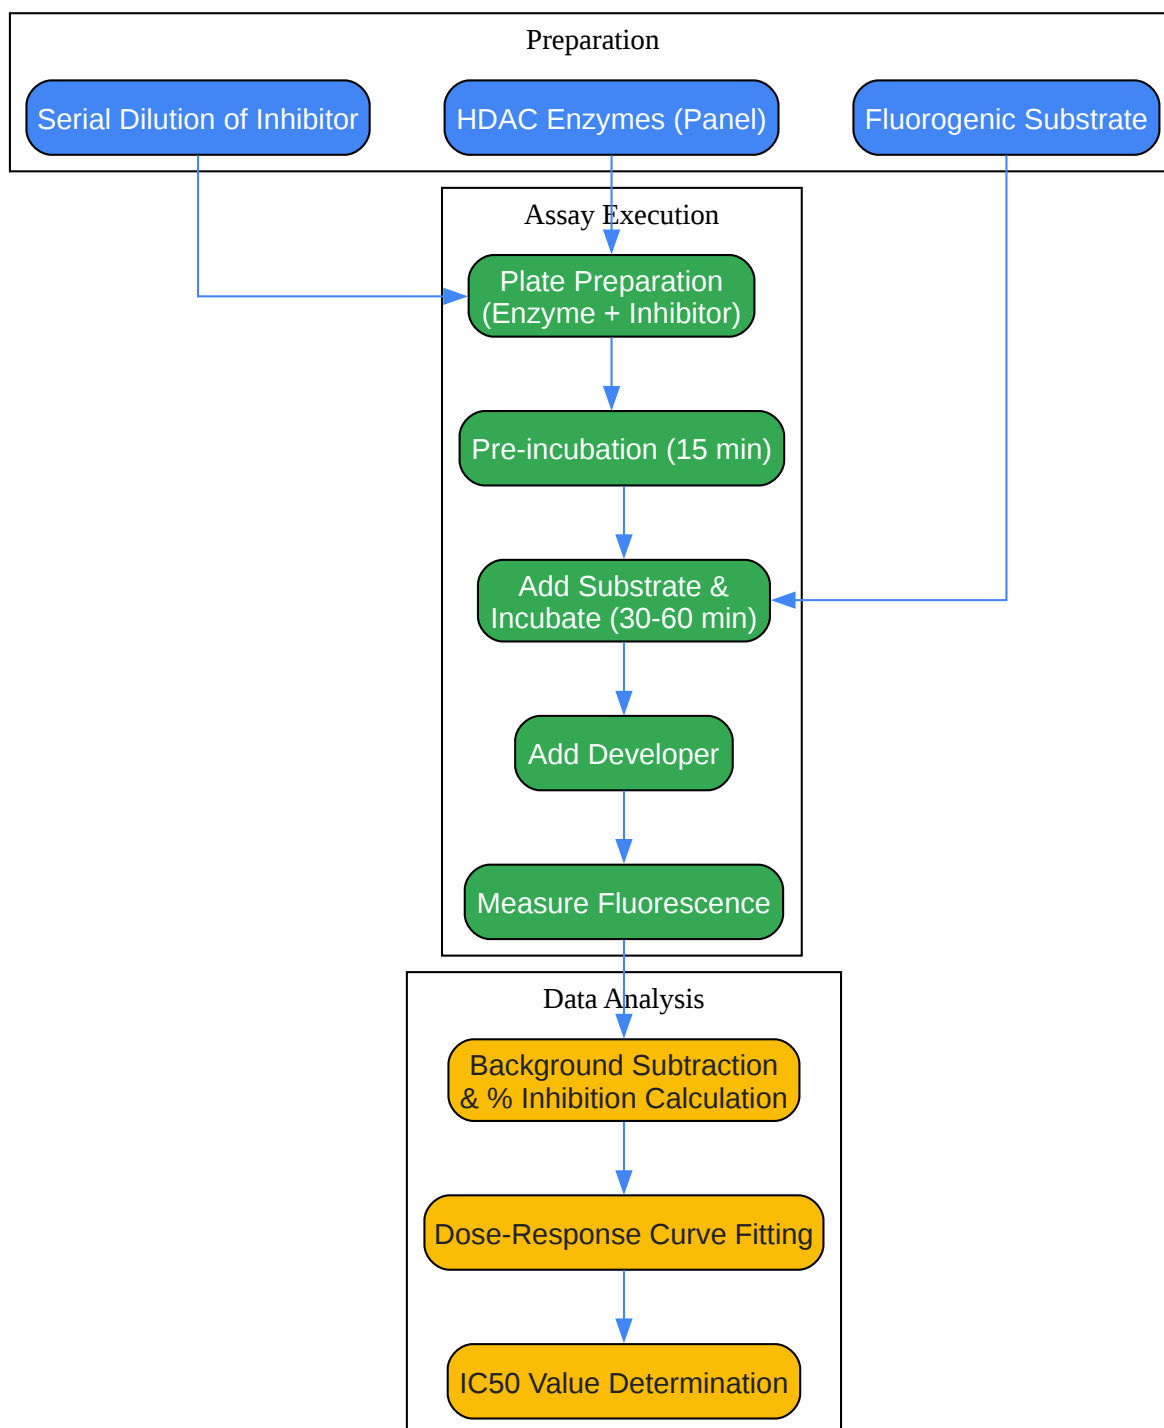 Preparation
Serial Dilution of Inhibitor
HDAC Enzymes (Panel)
Fluorogenic Substrate
Assay Execution
Plate Preparation
(Enzyme + Inhibitor)
Pre-incubation (15 min)
Add Substrate &
Incubate (30-60 min)
Add Developer
Measure Fluorescence
Data Analysis
Background Subtraction
& % Inhibition Calculation
Dose-Response Curve Fitting
IC50 Value Determination